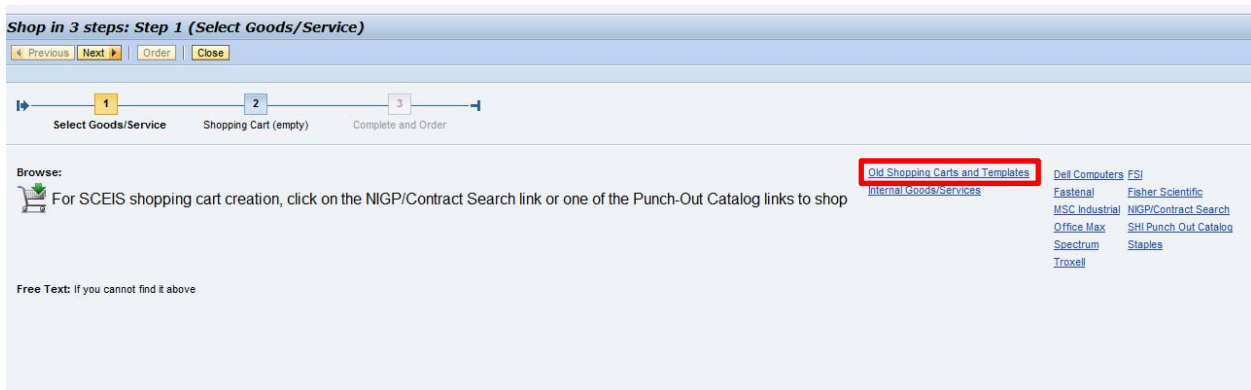 Shop in 3 steps: Step 1 (Select Goods/Service)
Previous Next Order Close
1 2 3
Select Goods/Service Shopping Cart (empty) Complete and Order
Browse:
For SCEIS shopping cart creation, click on the NIGP/Contract Search link or one of the Punch-Out Catalog links to shop
Old Shopping Carts and Templates
Internal Goods/Services
Dell Computers FSI
Fastenal Fisher Scientific
MSC Industrial NIGP/Contract Search
Office Max SHI Punch Out Catalog
Spectrum Staples
Troxell
Free Text: If you cannot find it above